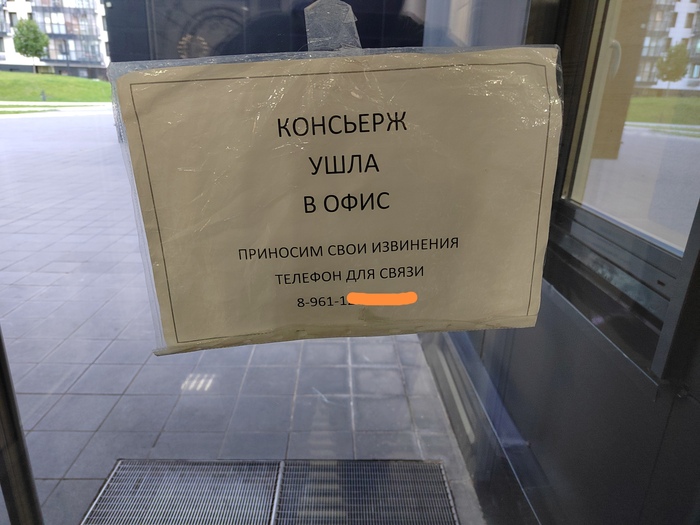 КОНСЬЕРЖ
УШЛА
В ОФИС
ПРИНОСИМ СВОИ ИЗВИНЕНИЯ
ТЕЛЕФОН ДЛЯ СВЯЗИ
8-961-1